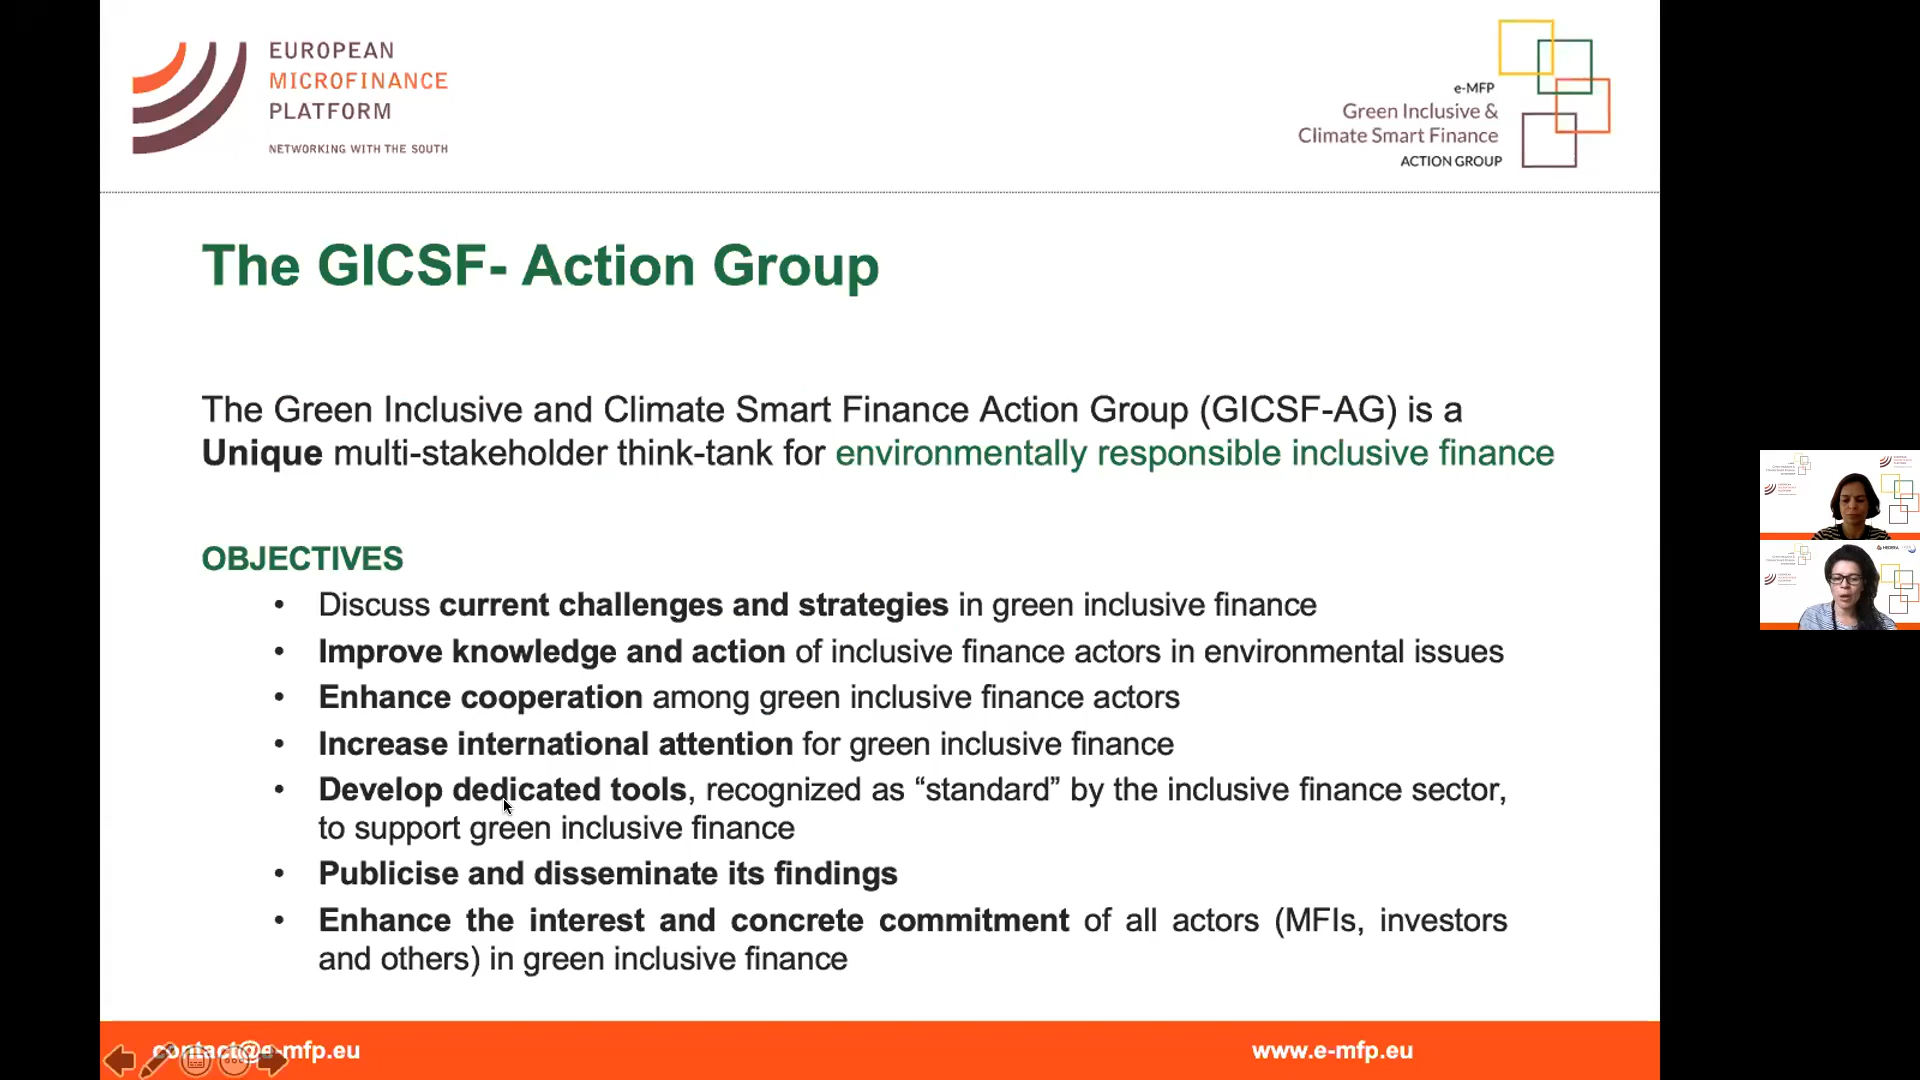 EUROPEAN
MICROFINANCE
PLATFORM
NETWORKING WITH THE SOUTH
e-MFP
Green Inclusive &
Climate Smart Finance
ACTION GROUP
The GICSF- Action Group
The Green Inclusive and Climate Smart Finance Action Group (GICSF-AG) is a
Unique multi-stakeholder think-tank for environmentally responsible inclusive finance
OBJECTIVES
• Discuss current challenges and strategies in green inclusive finance
• Improve knowledge and action of inclusive finance actors in environmental issues
• Enhance cooperation among green inclusive finance actors
• Increase international attention for green inclusive finance
• Develop dedicated tools, recognized as “standard” by the inclusive finance sector,
to support green inclusive finance
• Publicise and disseminate its findings
• Enhance the interest and concrete commitment of all actors (MFIs, investors
and others) in green inclusive finance
contact@e-mfp.eu
www.e-mfp.eu